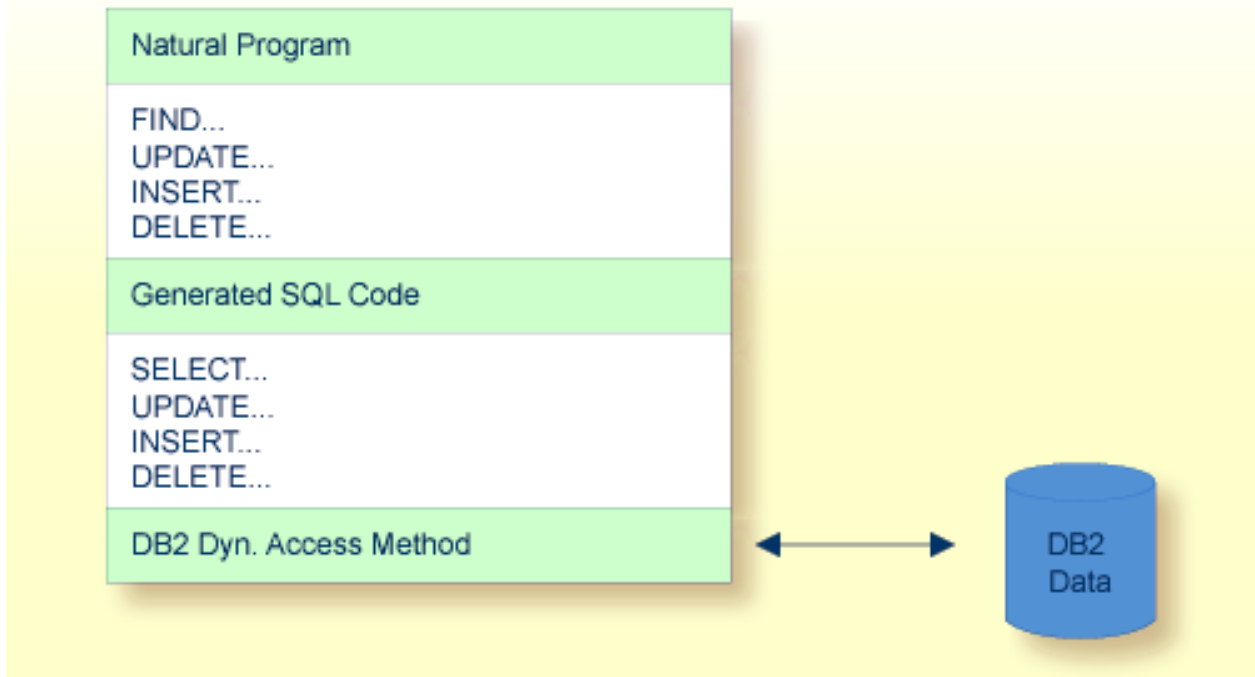 Natural Program
FIND...
UPDATE...
INSERT...
DELETE...
Generated SQL Code
SELECT...
UPDATE...
INSERT...
DELETE...
DB2 Dyn. Access Method
DB2
Data